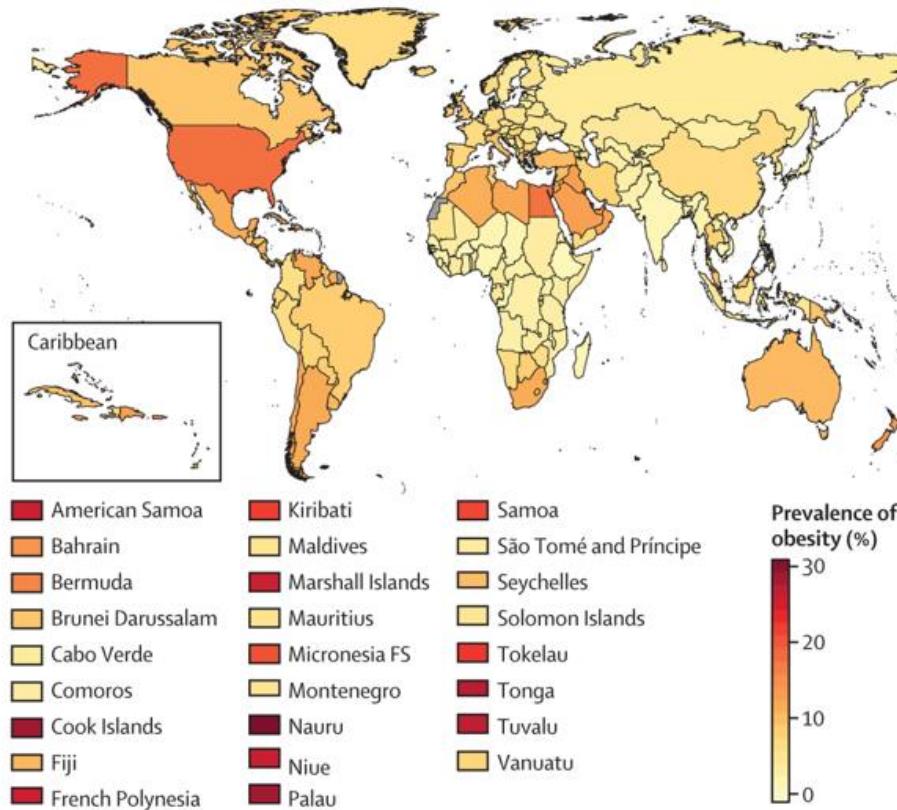 Caribbean
American Samoa
Bahrain
Bermuda
Brunei Darussalam
Cabo Verde
Comoros
Cook Islands
Fiji
French Polynesia
Kiribati
Maldives
Marshall Islands
Mauritius
Micronesia FS
Montenegro
Nauru
Niue
Palau
Samoa
São Tomé and Príncipe
Seychelles
Solomon Islands
Tokelau
Tonga
Tuvalu
Vanuatu
Prevalence of
obesity (%)
30
20
10
0